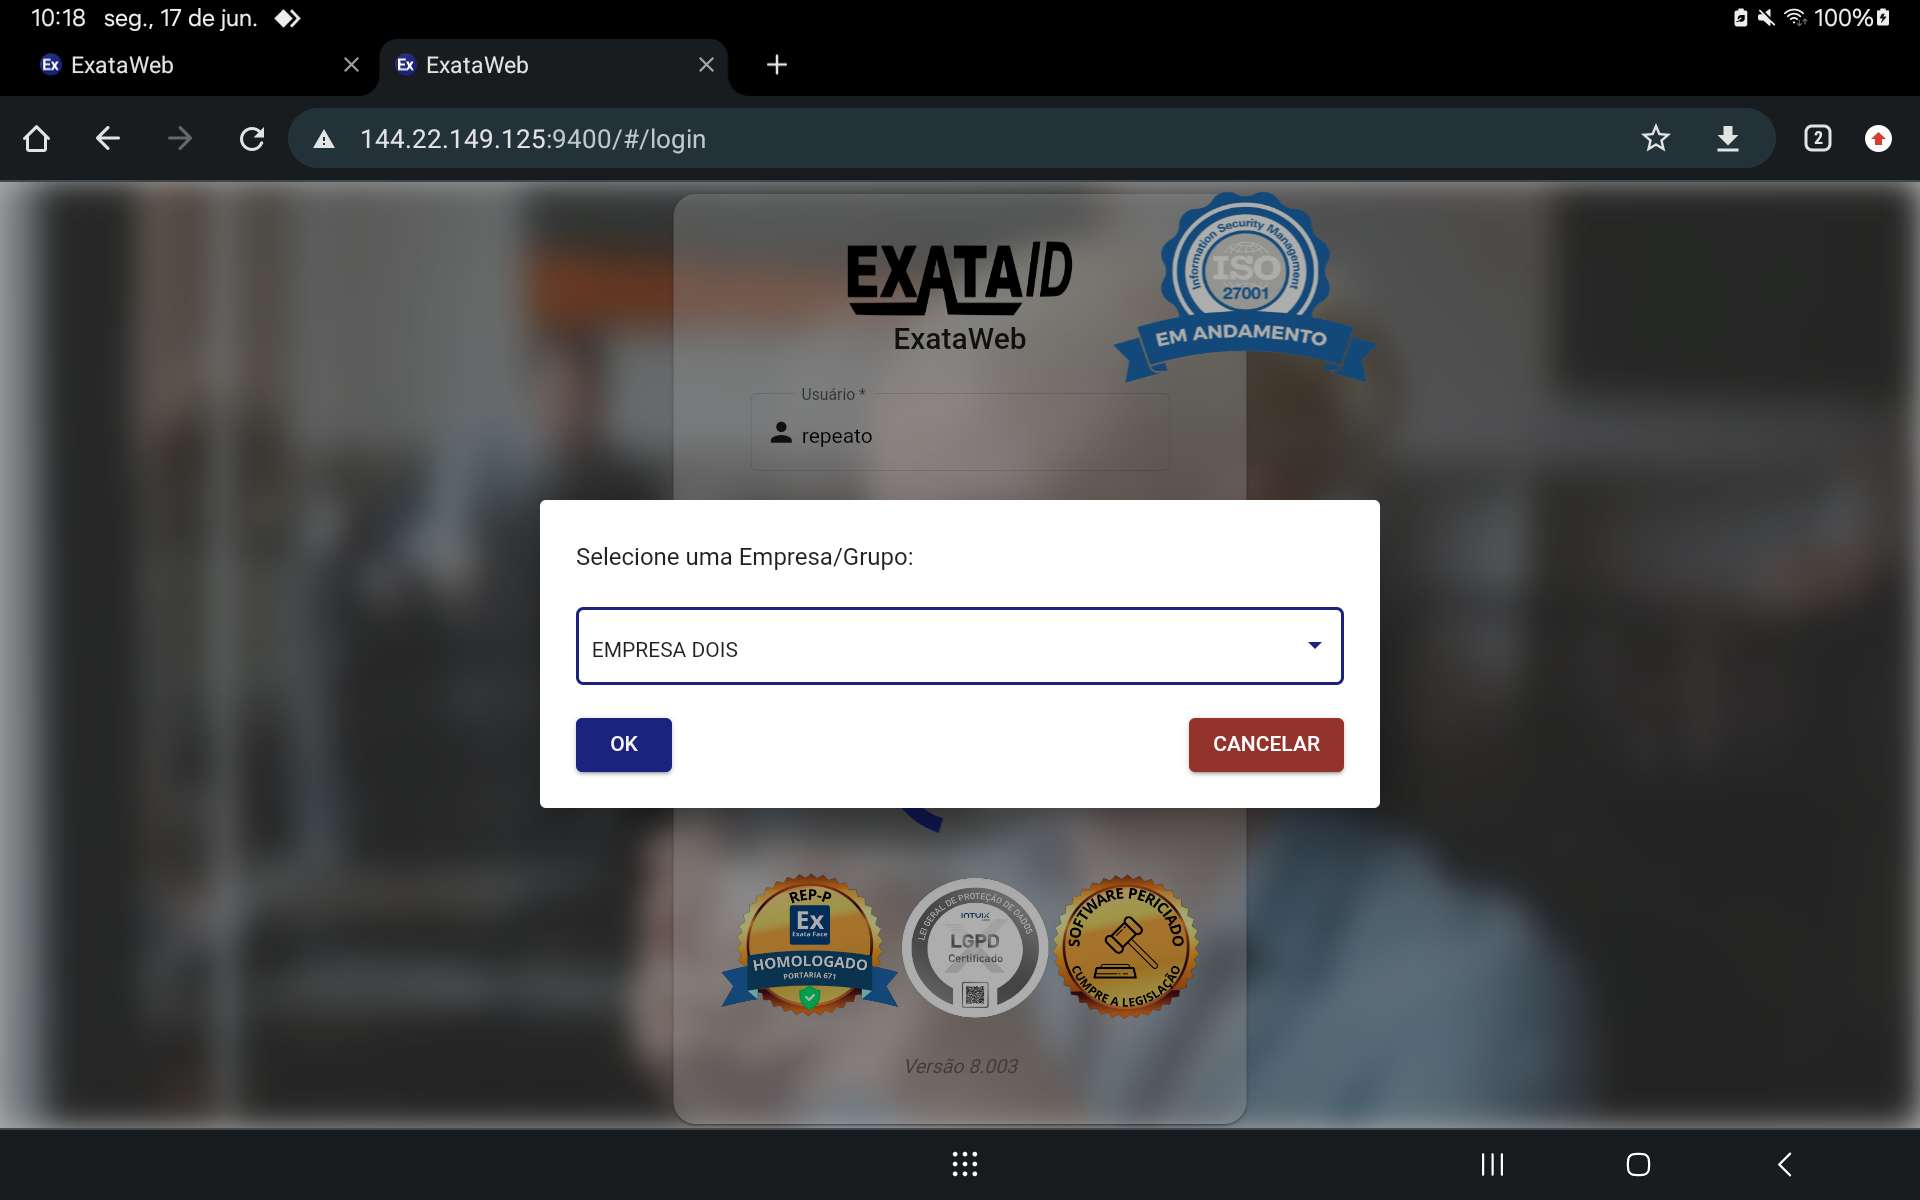 10:18 seg., 17 de jun. 100%
Ex ExataWeb
Ex ExataWeb
144.22.149.125:9400/#/login
2
EXATAID
ExataWeb
Information Security Management
ISO
27001
EM ANDAMENTO
Usuário *
repeato
Selecione uma Empresa/Grupo:
EMPRESA DOIS
OK
CANCELAR
REP-P
Ex
Exata Face
HOMOLOGADO
PORTARIA 671
LEI GERAL DE PROTEÇÃO DE DADOS
INTUIX
LGPD
Certificado
SOFTWARE PERICIADO
CUMPRE A LEGISLAÇÃO
Versão 8.003